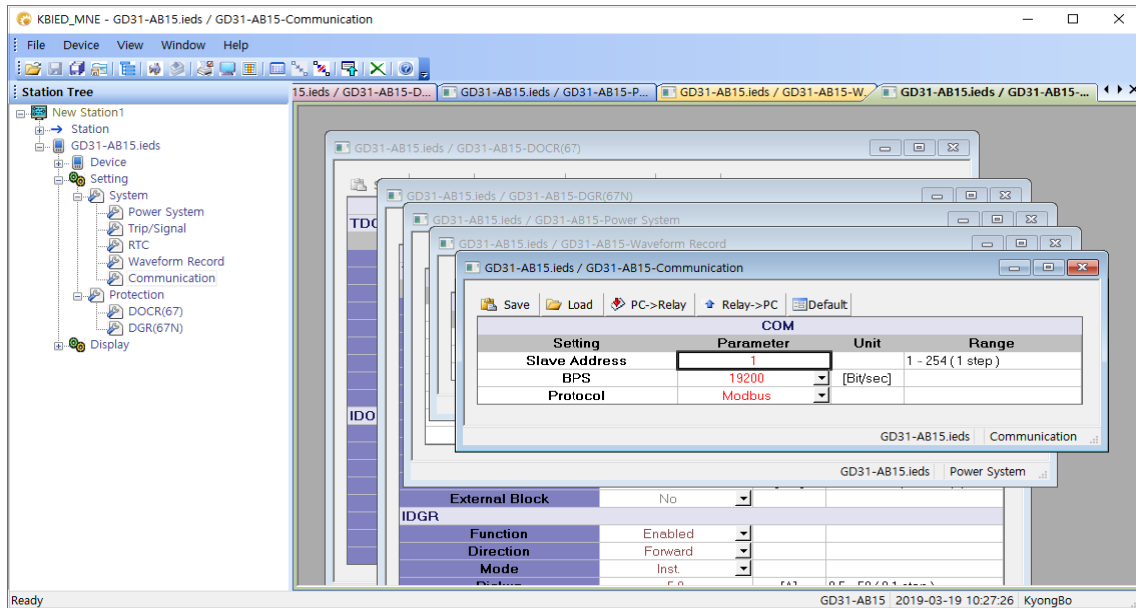 KBIED_MNE - GD31-AB15.ieds / GD31-AB15-Communication
File Device View Window Help
Station Tree
15.ieds / GD31-AB15-D... GD31-AB15.ieds / GD31-AB15-P... GD31-AB15.ieds / GD31-AB15-W... GD31-AB15.ieds / GD31-AB15-...
New Station1
Station
GD31-AB15.ieds
Device
Setting
System
Power System
Trip/Signal
RTC
Waveform Record
Communication
Protection
DOCR(67)
DGR(67N)
Display
GD31-AB15.ieds / GD31-AB15-DOCR(67)
GD31-AB15.ieds / GD31-AB15-DGR(67N)
GD31-AB15.ieds / GD31-AB15-Power System
GD31-AB15.ieds / GD31-AB15-Waveform Record
GD31-AB15.ieds / GD31-AB15-Communication
Save Load PC->Relay Relay->PC Default
COM
Setting Parameter Unit Range
Slave Address 1 1 - 254 ( 1 step )
BPS 19200 [Bit/sec]
Protocol Modbus
GD31-AB15.ieds Communication
GD31-AB15.ieds Power System
External Block No
IDGR
Function Enabled
Direction Forward
Mode Inst.
Ready GD31-AB15 2019-03-19 10:27:26 KyongBo